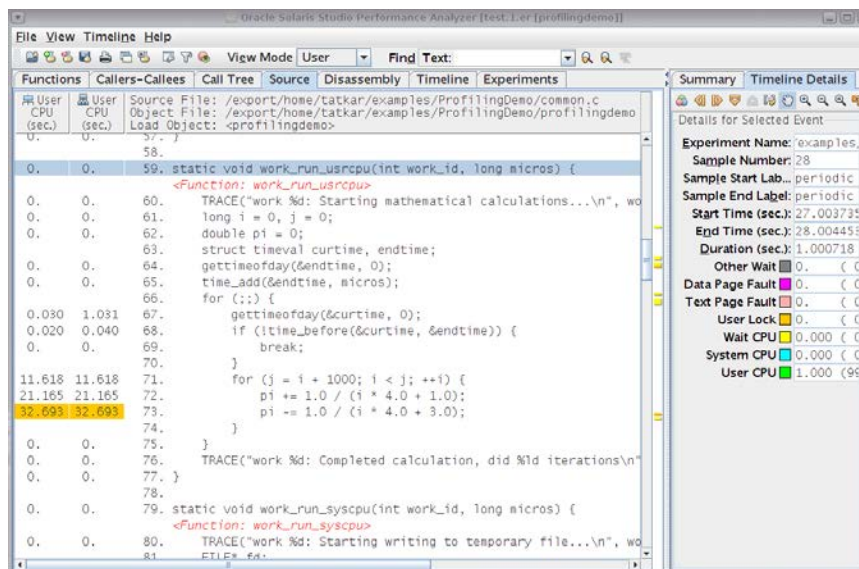 Oracle Solaris Studio Performance Analyzer [test.1.er [profilingdemo]]
File View Timeline Help
View Mode User Find Text:
Functions Callers-Callees Call Tree Source Disassembly Timeline Experiments
User CPU (sec.) User CPU (sec.)
Source File: /export/home/tatkar/examples/ProfilingDemo/common.c
Object File: /export/home/tatkar/examples/ProfilingDemo/profilingdemo
Load Object: <profilingdemo>
0. 0. 57. }
58.
0. 0. 59. static void work_run_usrcpu(int work_id, long micros) {
<Function: work_run_usrcpu>
0. 0. 60. TRACE("work %d: Starting mathematical calculations...\n", wo
0. 0. 61. long i = 0, j = 0;
0. 0. 62. double pi = 0;
63. struct timeval curtime, endtime;
0. 0. 64. gettimeofday(&endtime, 0);
0. 0. 65. time_add(&endtime, micros);
66. for (;;) {
0.030 1.031 67. gettimeofday(&curtime, 0);
0.020 0.040 68. if (!time_before(&curtime, &endtime)) {
0. 0. 69. break;
70. }
11.618 11.618 71. for (j = i + 1000; i < j; ++i) {
21.165 21.165 72. pi += 1.0 / (i * 4.0 + 1.0);
32.693 32.693 73. pi -= 1.0 / (i * 4.0 + 3.0);
74. }
0. 0. 75. }
0. 0. 76. TRACE("work %d: Completed calculation, did %ld iterations\n"
0. 0. 77. }
78.
0. 0. 79. static void work_run_syscpu(int work_id, long micros) {
<Function: work_run_syscpu>
0. 0. 80. TRACE("work %d: Starting writing to temporary file...\n", wo
81. FILE* fd;
Summary Timeline Details
Details for Selected Event
Experiment Name: examples,
Sample Number: 28
Sample Start Lab... periodic
Sample End Label: periodic
Start Time (sec.): 27.003735
End Time (sec.): 28.004453
Duration (sec.): 1.000718
Other Wait 0. ( 0
Data Page Fault 0. ( 0
Text Page Fault 0. ( 0
User Lock 0. ( 0
Wait CPU 0.000 ( 0
System CPU 0.000 ( 0
User CPU 1.000 (99